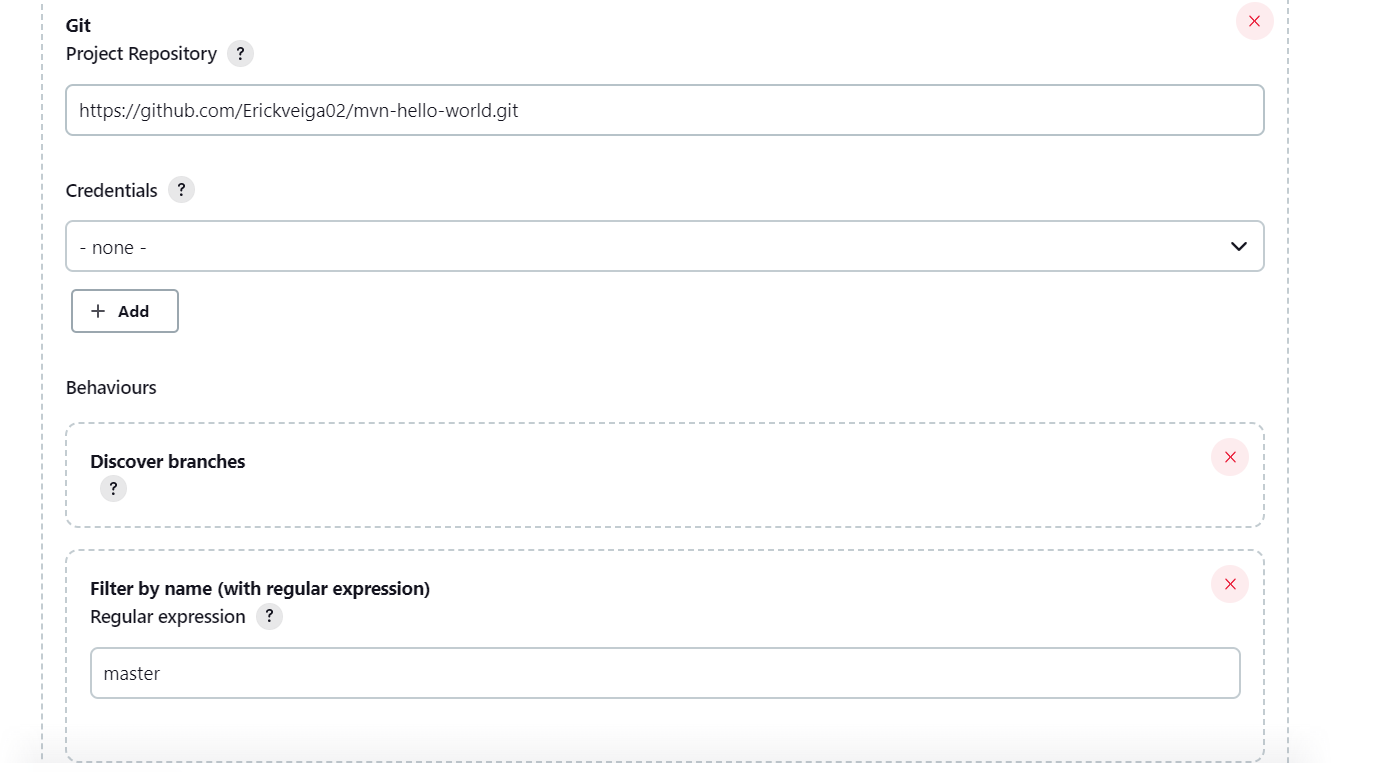 Git
Project Repository ?
https://github.com/Erickveiga02/mvn-hello-world.git
Credentials ?
- none -
+ Add
Behaviours
Discover branches
?
Filter by name (with regular expression)
Regular expression ?
master